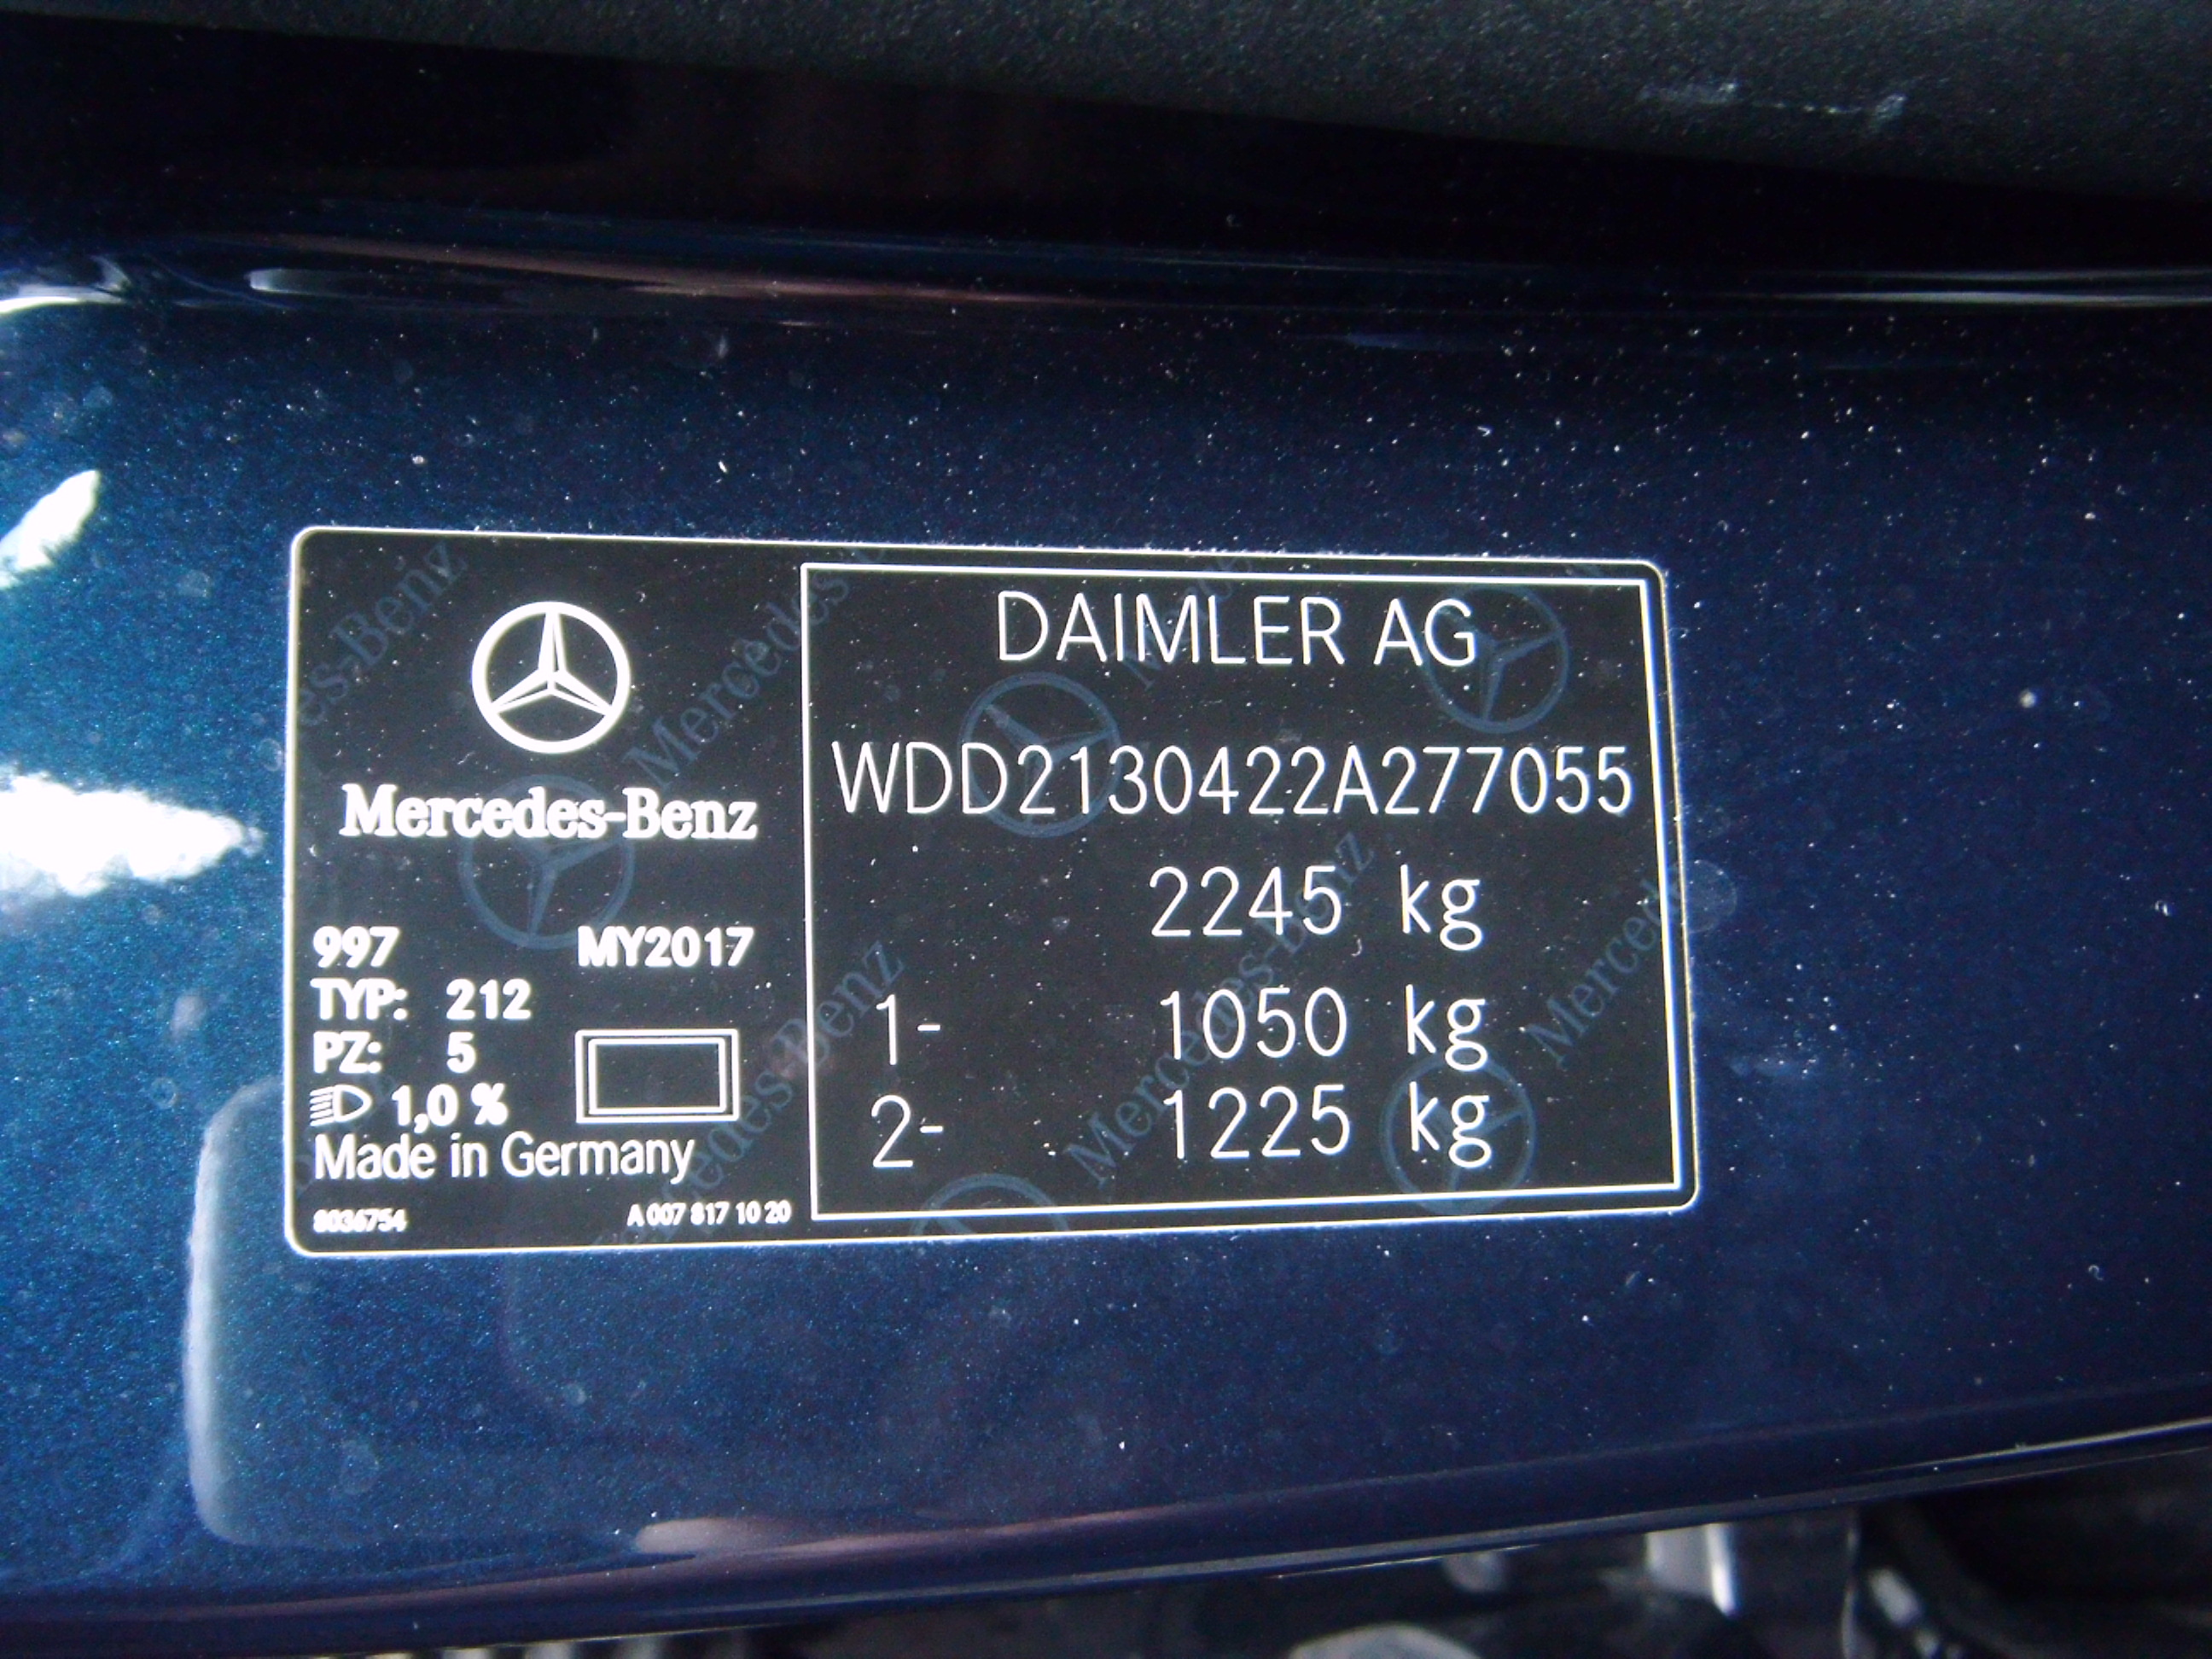 Mercedes-Benz
997 MY2017
TYP: 212
PZ: 5
1,0 %
Made in Germany
8036754 A 007 817 10 20
DAIMLER AG
WDD2130422A277055
2245 kg
1- 1050 kg
2- 1225 kg